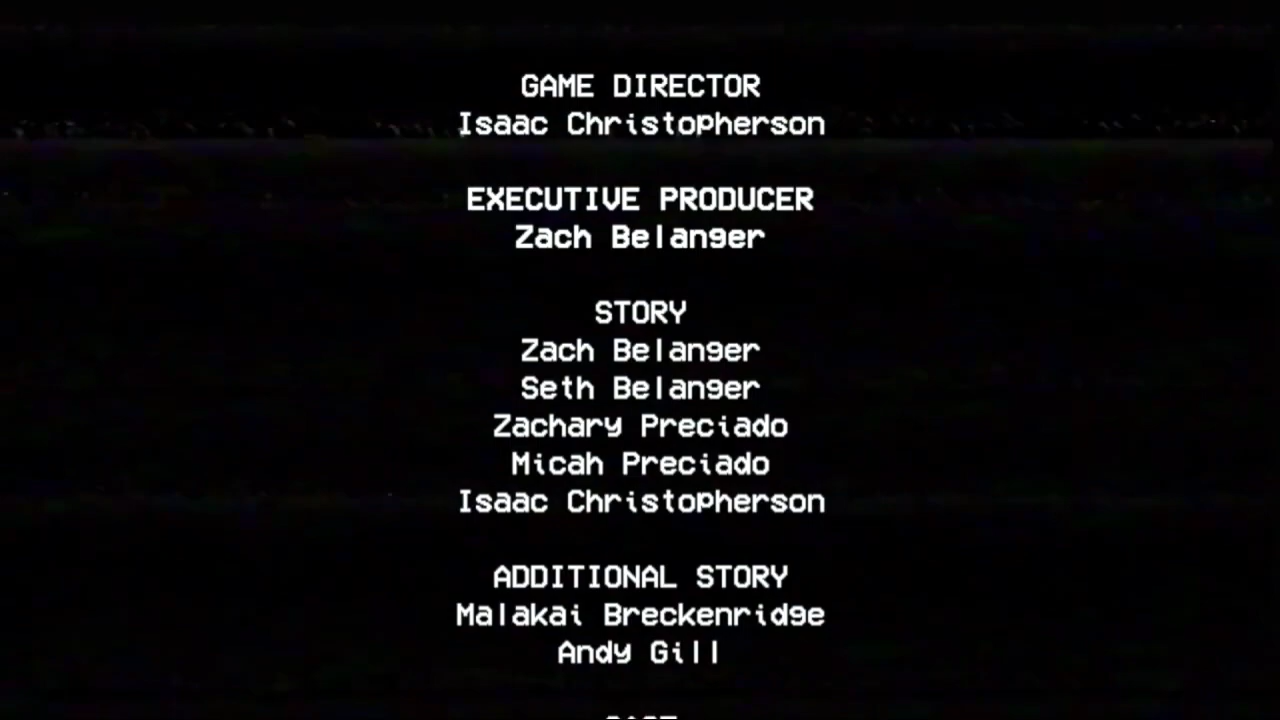 GAME DIRECTOR
Isaac Christopherson
EXECUTIVE PRODUCER
Zach Belanger
STORY
Zach Belanger
Seth Belanger
Zachary Preciado
Micah Preciado
Isaac Christopherson
ADDITIONAL STORY
Malakai Breckenridge
Andy Gill